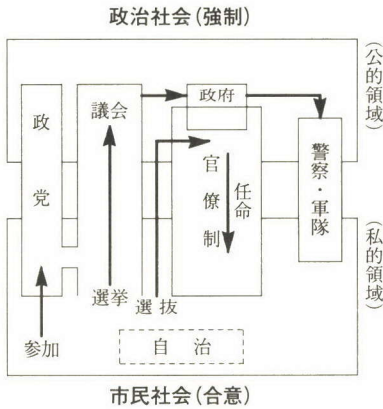 政治社会(強制)
(公的領域)
政党
議会
政府
官僚制
任命
警察・軍隊
(私的領域)
選挙
選抜
参加
自治
市民社会(合意)